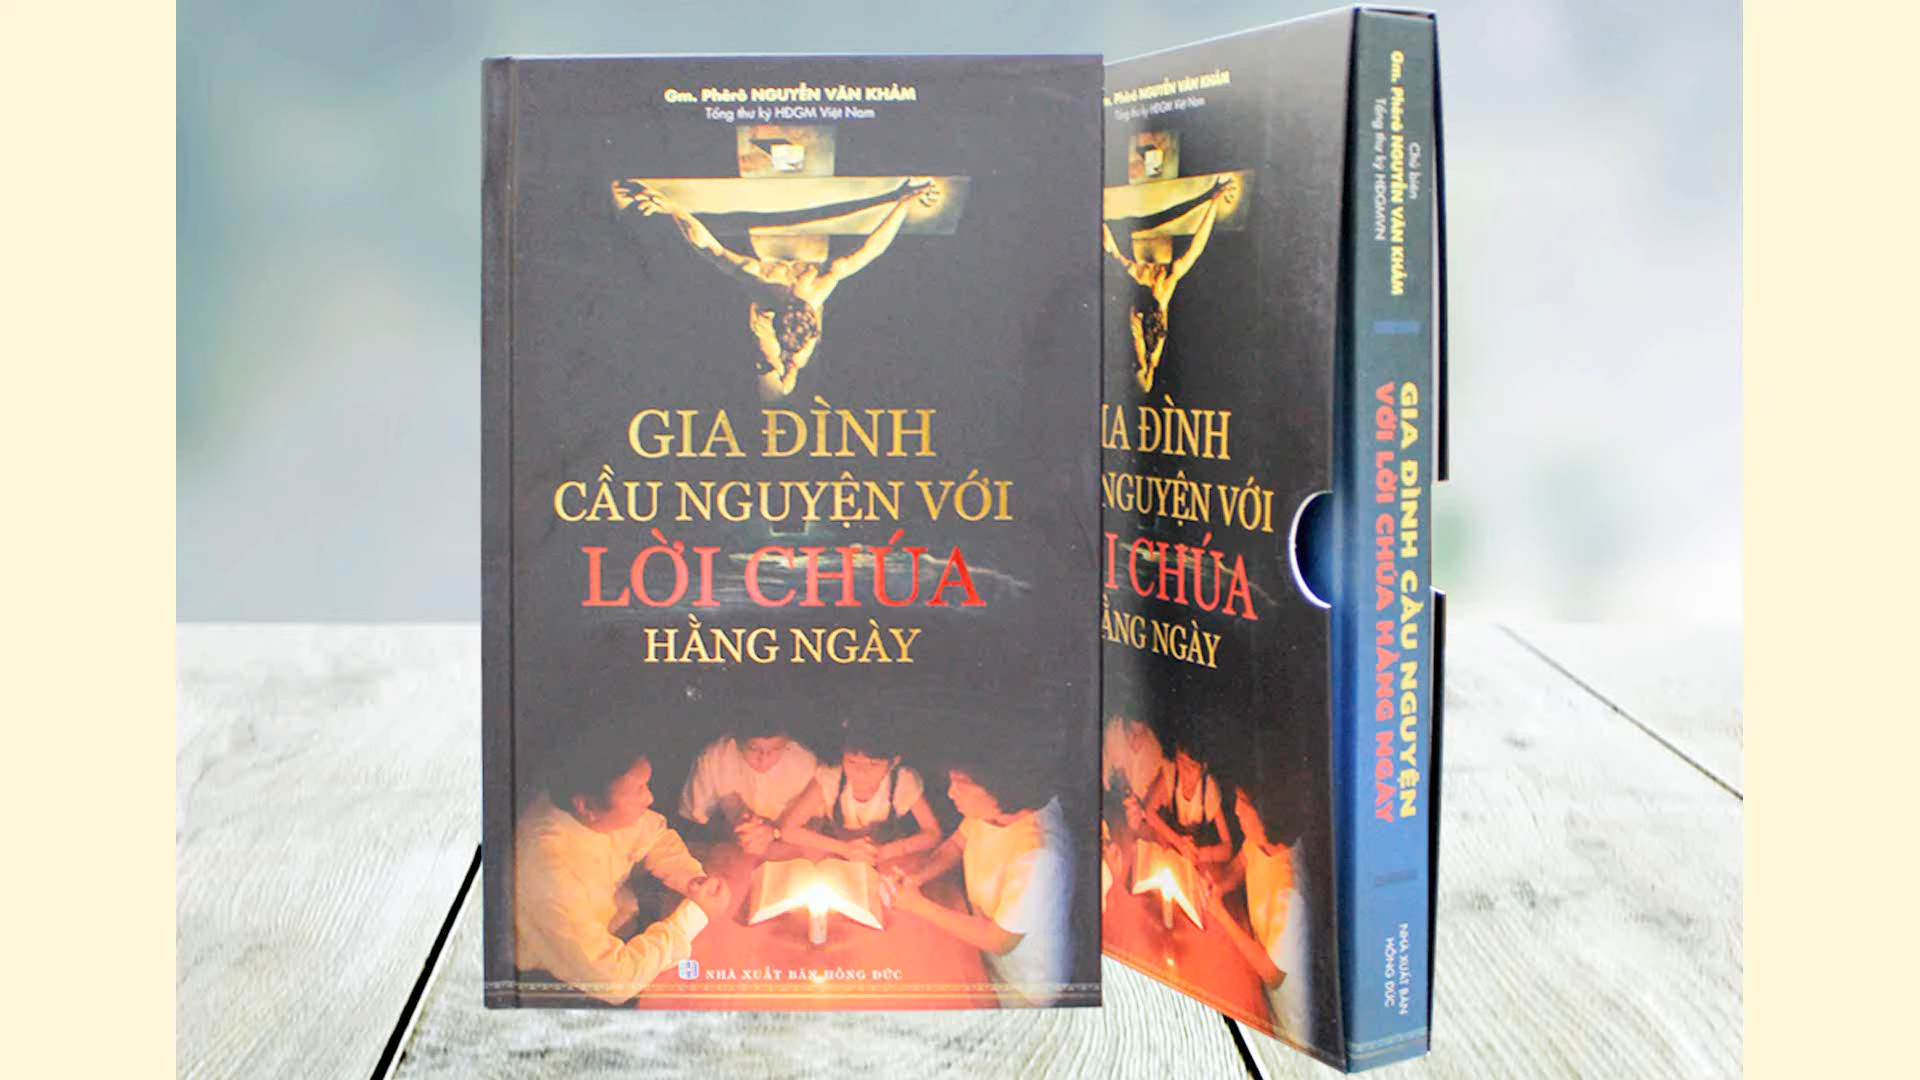 Gm. Phêrô NGUYỄN VĂN KHẢM
Tổng thư ký HĐGM Việt Nam
GIA ĐÌNH
CẦU NGUYỆN VỚI
LỜI CHÚA
HẰNG NGÀY
NHÀ XUẤT BẢN HỒNG ĐỨC
Gm. Phêrô NGUYỄN VĂN KHẢM
Tổng thư ký HĐGM Việt Nam
IA ĐÌNH
NGUYỆN VỚI
I CHÚA
ẰNG NGÀY
Chủ biên
Gm. Phêrô NGUYỄN VĂN KHẢM
Tổng thư ký HĐGMVN
GIA ĐÌNH CẦU NGUYỆN
VỚI LỜI CHÚA HẰNG NGÀY
NHÀ XUẤT BẢN
HỒNG ĐỨC